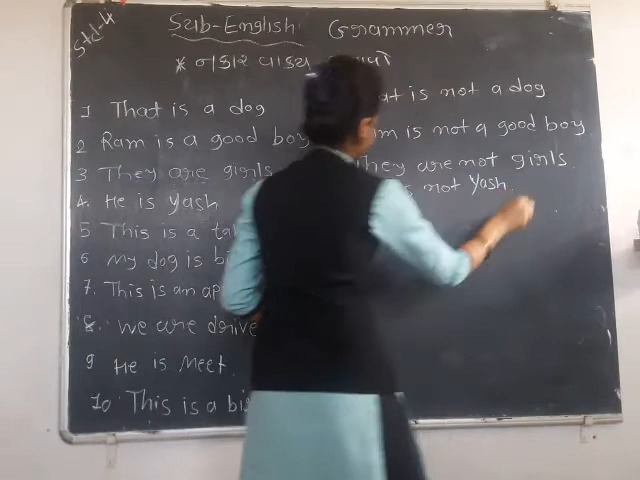 Std-4
Sub-English Grammer
* નકાર વાક્ય
1 That is a dog
2 Ram is a good boy
3 They are girls
4. He is yash
5 This is a
6 My dog is
7. This is an
8. We are
9 He is Meet.
10 This is a
is not a dog
is not a good boy
They are not girls
not Yash.